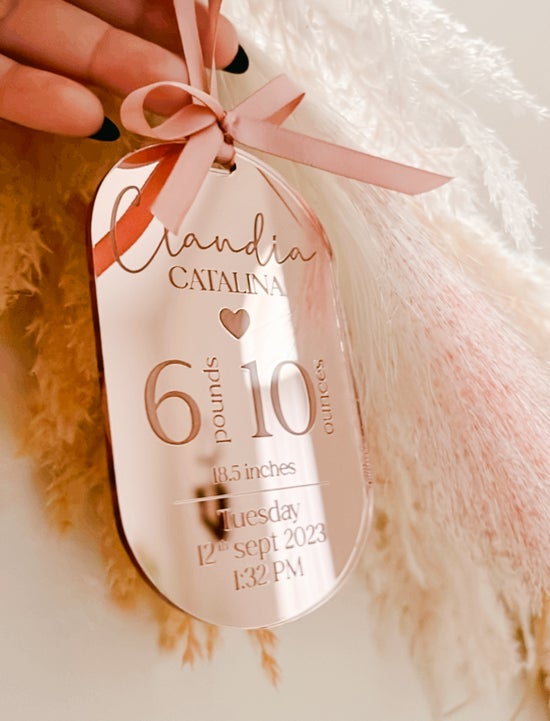 Claudia
CATALINA
6 pounds 10 ounces
18.5 inches
Tuesday
12th sept 2023
1:32 PM